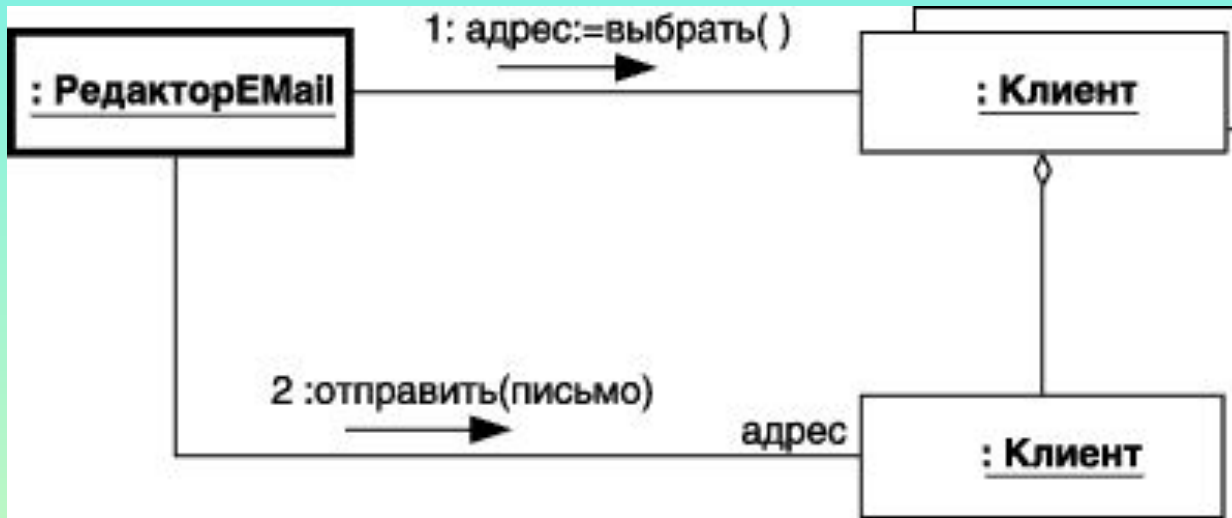 1: адрес:=выбрать( )
: РедакторEMail
: Клиент
2 :отправить(письмо)
адрес
: Клиент